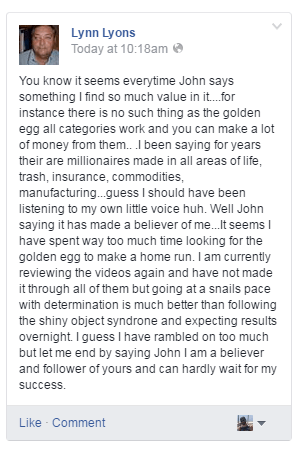 Lynn Lyons
Today at 10:18am
You know it seems everytime John says
something I find so much value in it....for
instance there is no such thing as the golden
egg all categories work and you can make a lot
of money from them.. .I been saying for years
their are millionaires made in all areas of life,
trash, insurance, commodities,
manufacturing...guess I should have been
listening to my own little voice huh. Well John
saying it has made a believer of me...It seems I
have spent way too much time looking for the
golden egg to make a home run. I am currently
reviewing the videos again and have not made
it through all of them but going at a snails pace
with determination is much better than following
the shiny object syndrone and expecting results
overnight. I guess I have rambled on too much
but let me end by saying John I am a believer
and follower of yours and can hardly wait for my
success.
Like · Comment